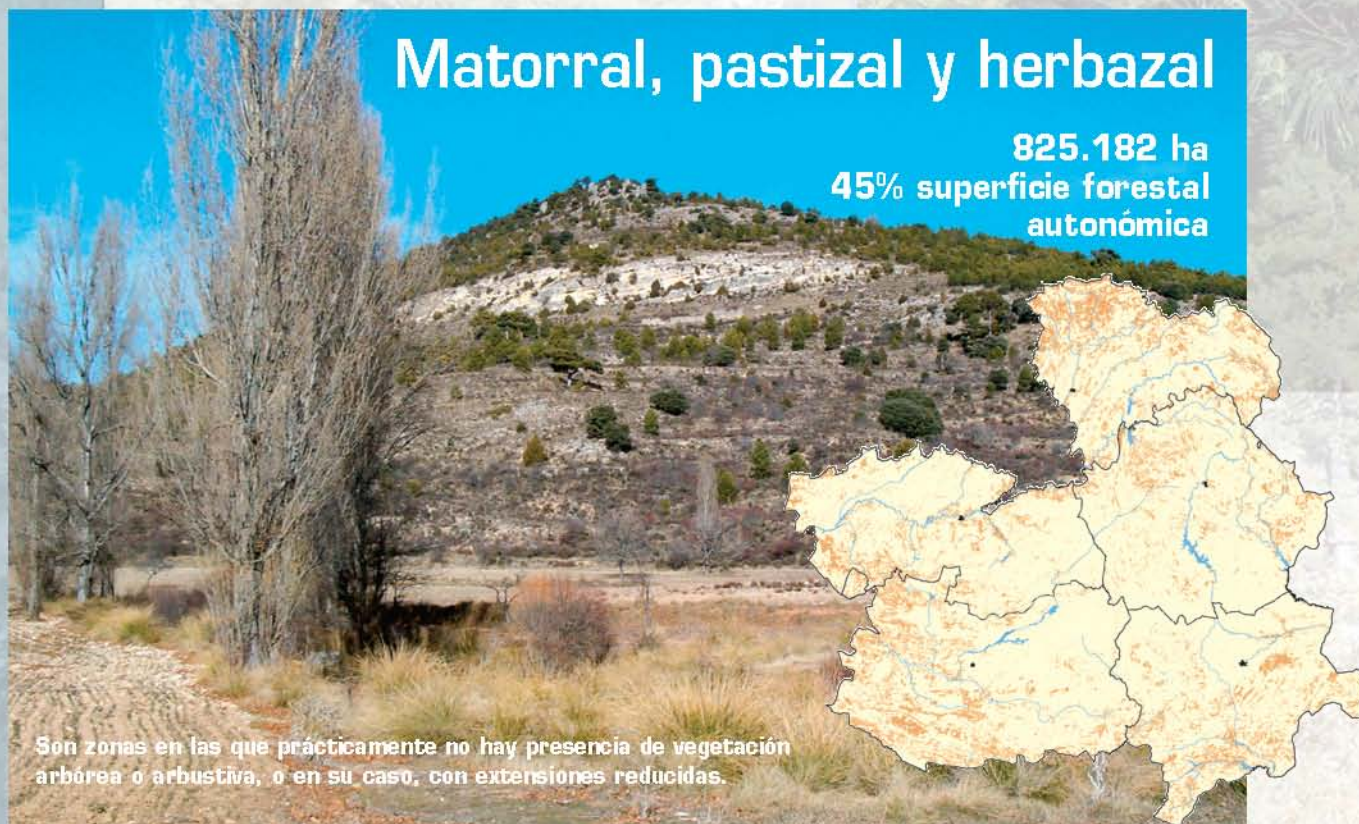 Matorral, pastizal y herbazal
825.182 ha
45% superficie forestal
autonómica
Son zonas en las que prácticamente no hay presencia de vegetación
arbórea o arbustiva, o en su caso, con extensiones reducidas.